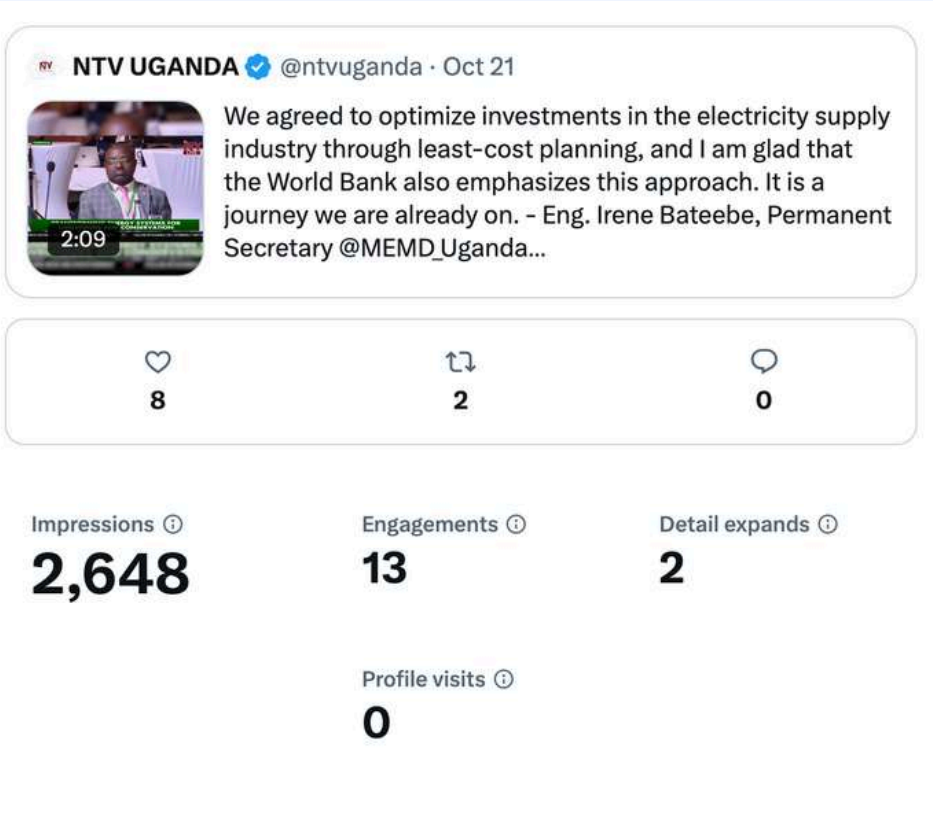 NTV UGANDA @ntvuganda · Oct 21
We agreed to optimize investments in the electricity supply
industry through least-cost planning, and I am glad that
the World Bank also emphasizes this approach. It is a
journey we are already on. - Eng. Irene Bateebe, Permanent
Secretary @MEMD_Uganda...
2:09
8 2 0
Impressions Engagements Detail expands
2,648 13 2
Profile visits
0